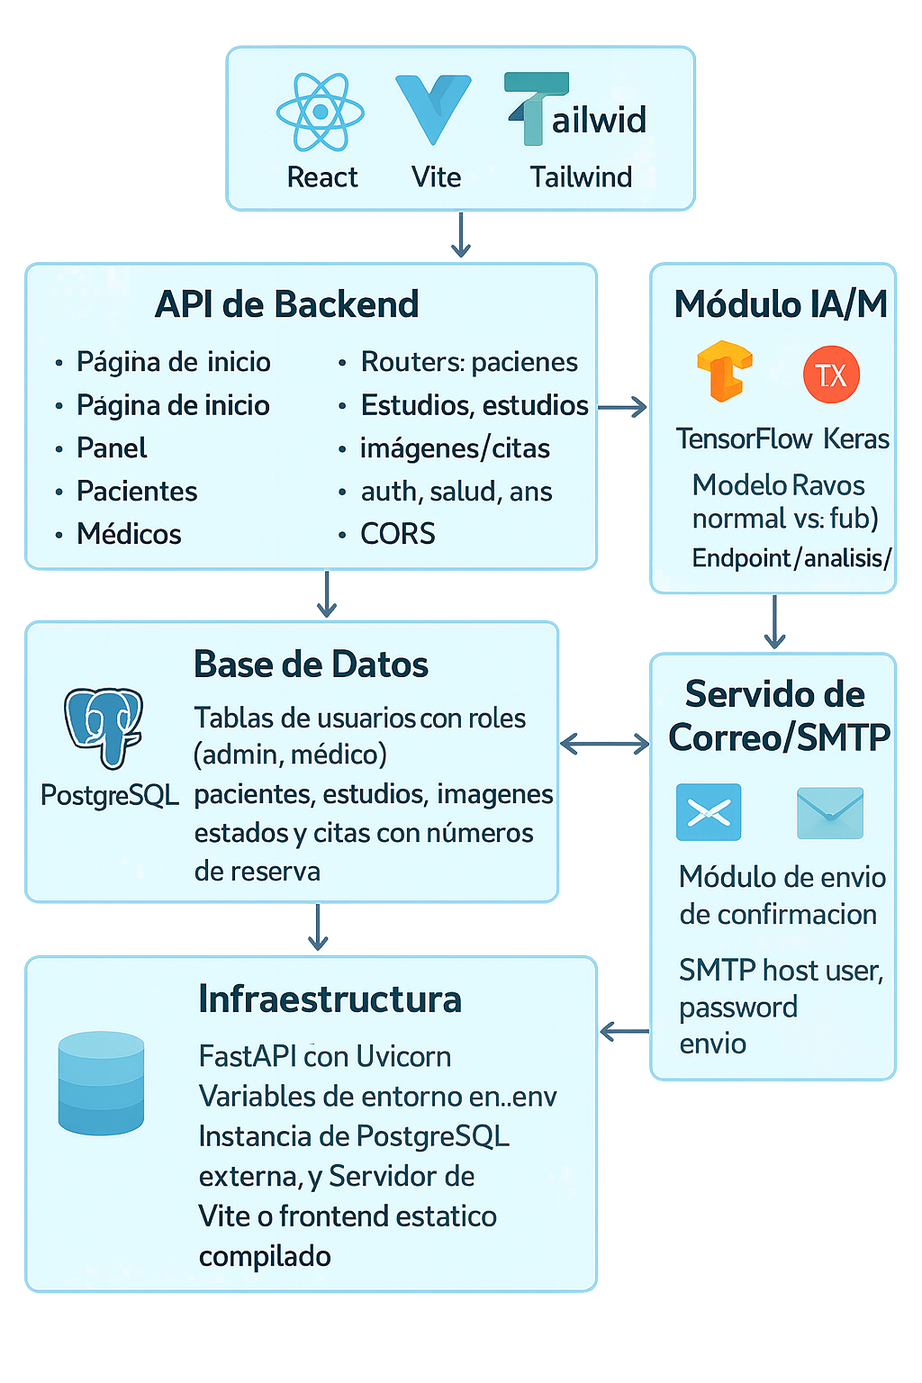 ailwid
React
Vite
Tailwind
API de Backend
• Página de inicio
• Página de inicio
• Panel
• Pacientes
• Médicos
• Routers: pacienes
• Estudios, estudios
• imágenes/citas
• auth, salud, ans
• CORS
Módulo IA/M
TX
TensorFlow Keras
Modelo Ravos
normal vs: fub)
Endpoint/analisis/
Base de Datos
PostgreSQL
Tablas de usuarios con roles
(admin, médico)
pacientes, estudios, imagenes
estados y citas con números
de reserva
Servido de
Correo/SMTP
Módulo de envio
de confirmacion
SMTP host user,
password
envio
Infraestructura
FastAPI con Uvicorn
Variables de entorno en..env
Instancia de PostgreSQL
externa, y Servidor de
Vite o frontend estatico
compilado